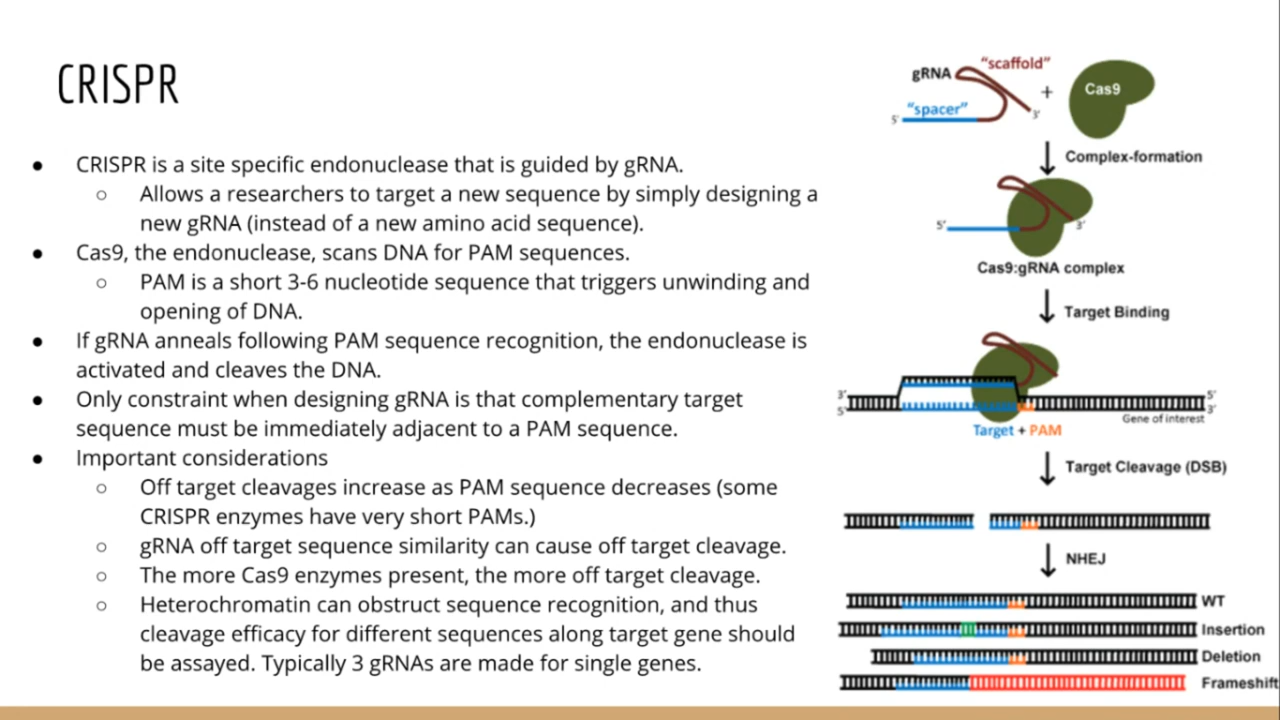 CRISPR
● CRISPR is a site specific endonuclease that is guided by gRNA.
○ Allows a researchers to target a new sequence by simply designing a
new gRNA (instead of a new amino acid sequence).
● Cas9, the endonuclease, scans DNA for PAM sequences.
○ PAM is a short 3-6 nucleotide sequence that triggers unwinding and
opening of DNA.
● If gRNA anneals following PAM sequence recognition, the endonuclease is
activated and cleaves the DNA.
● Only constraint when designing gRNA is that complementary target
sequence must be immediately adjacent to a PAM sequence.
● Important considerations
○ Off target cleavages increase as PAM sequence decreases (some
CRISPR enzymes have very short PAMs.)
○ gRNA off target sequence similarity can cause off target cleavage.
○ The more Cas9 enzymes present, the more off target cleavage.
○ Heterochromatin can obstruct sequence recognition, and thus
cleavage efficacy for different sequences along target gene should
be assayed. Typically 3 gRNAs are made for single genes.
"scaffold"
gRNA
+
Cas9
"spacer"
5' 3'
Complex-formation
5' 3'
Cas9:gRNA complex
Target Binding
3' 5'
5' 3'
Gene of interest
Target + PAM
Target Cleavage (DSB)
NHEJ
WT
Insertion
Deletion
Frameshift